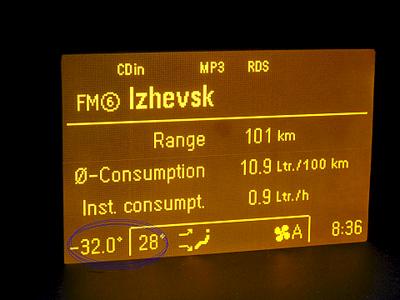 CDin MP3 RDS
FM⑥ Izhevsk
Range 101 km
Ø-Consumption 10.9 Ltr./100 km
Inst. consumpt. 0.9 Ltr./h
-32.0° 28° A 8:36